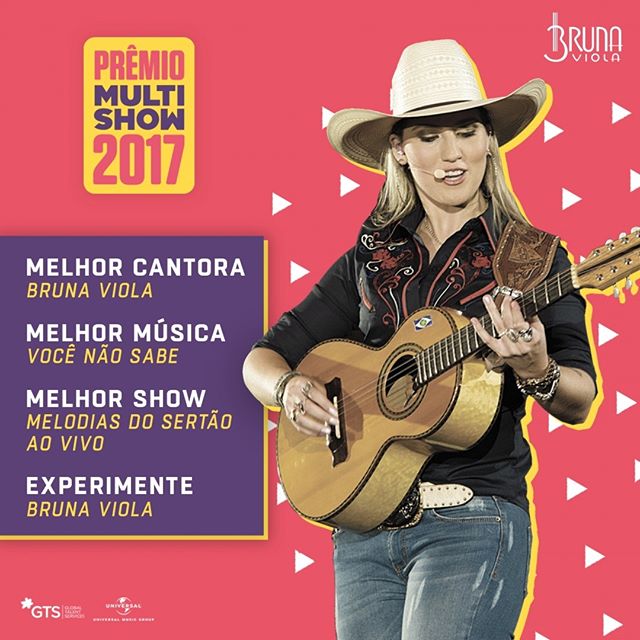 BRUNA
VIOLA
PRÊMIO
MULTI
SHOW
2017
MELHOR CANTORA
BRUNA VIOLA
MELHOR MÚSICA
VOCÊ NÃO SABE
MELHOR SHOW
MELODIAS DO SERTÃO
AO VIVO
EXPERIMENTE
BRUNA VIOLA
GTS GLOBAL
TALENT
SERVICES
UNIVERSAL
UNIVERSAL MUSIC GROUP